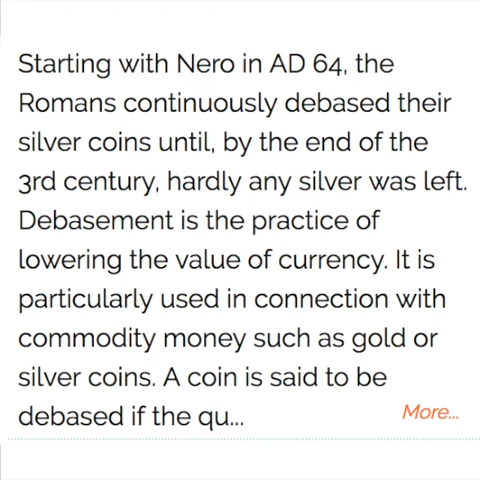 Starting with Nero in AD 64, the
Romans continuously debased their
silver coins until, by the end of the
3rd century, hardly any silver was left.
Debasement is the practice of
lowering the value of currency. It is
particularly used in connection with
commodity money such as gold or
silver coins. A coin is said to be
debased if the qu... More...